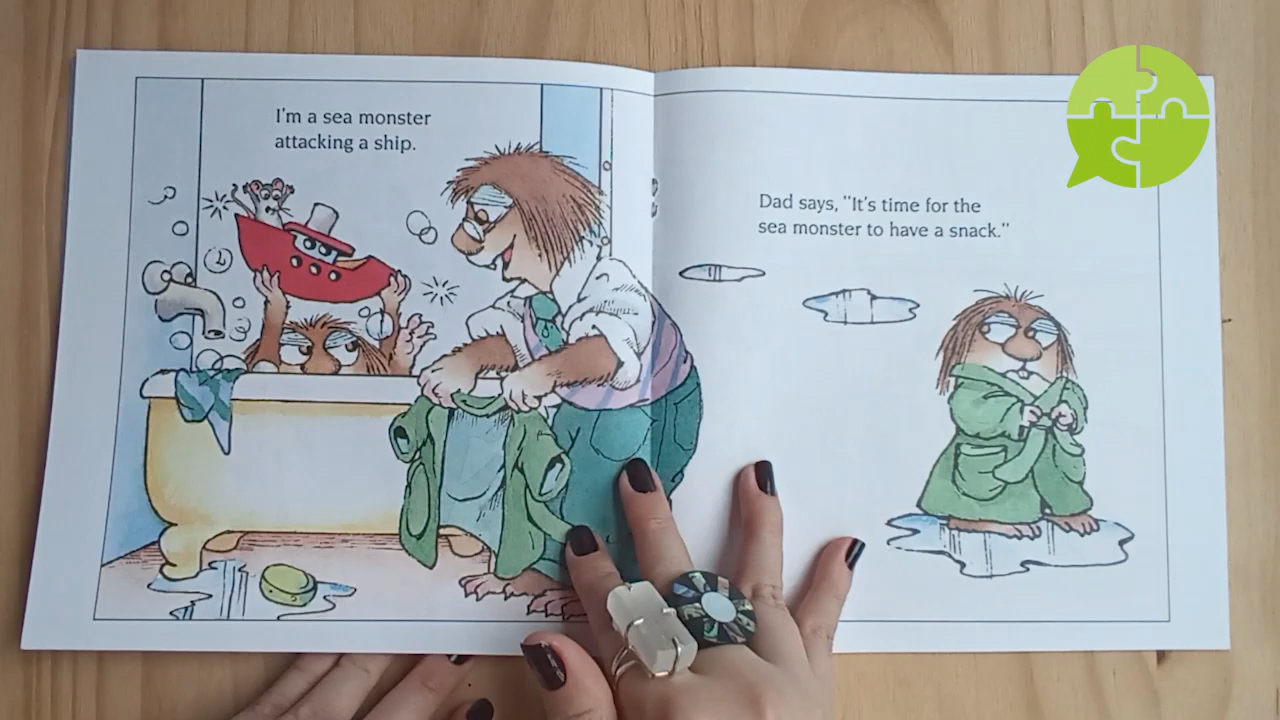 I'm a sea monster
attacking a ship.
Dad says, "It's time for the
sea monster to have a snack."